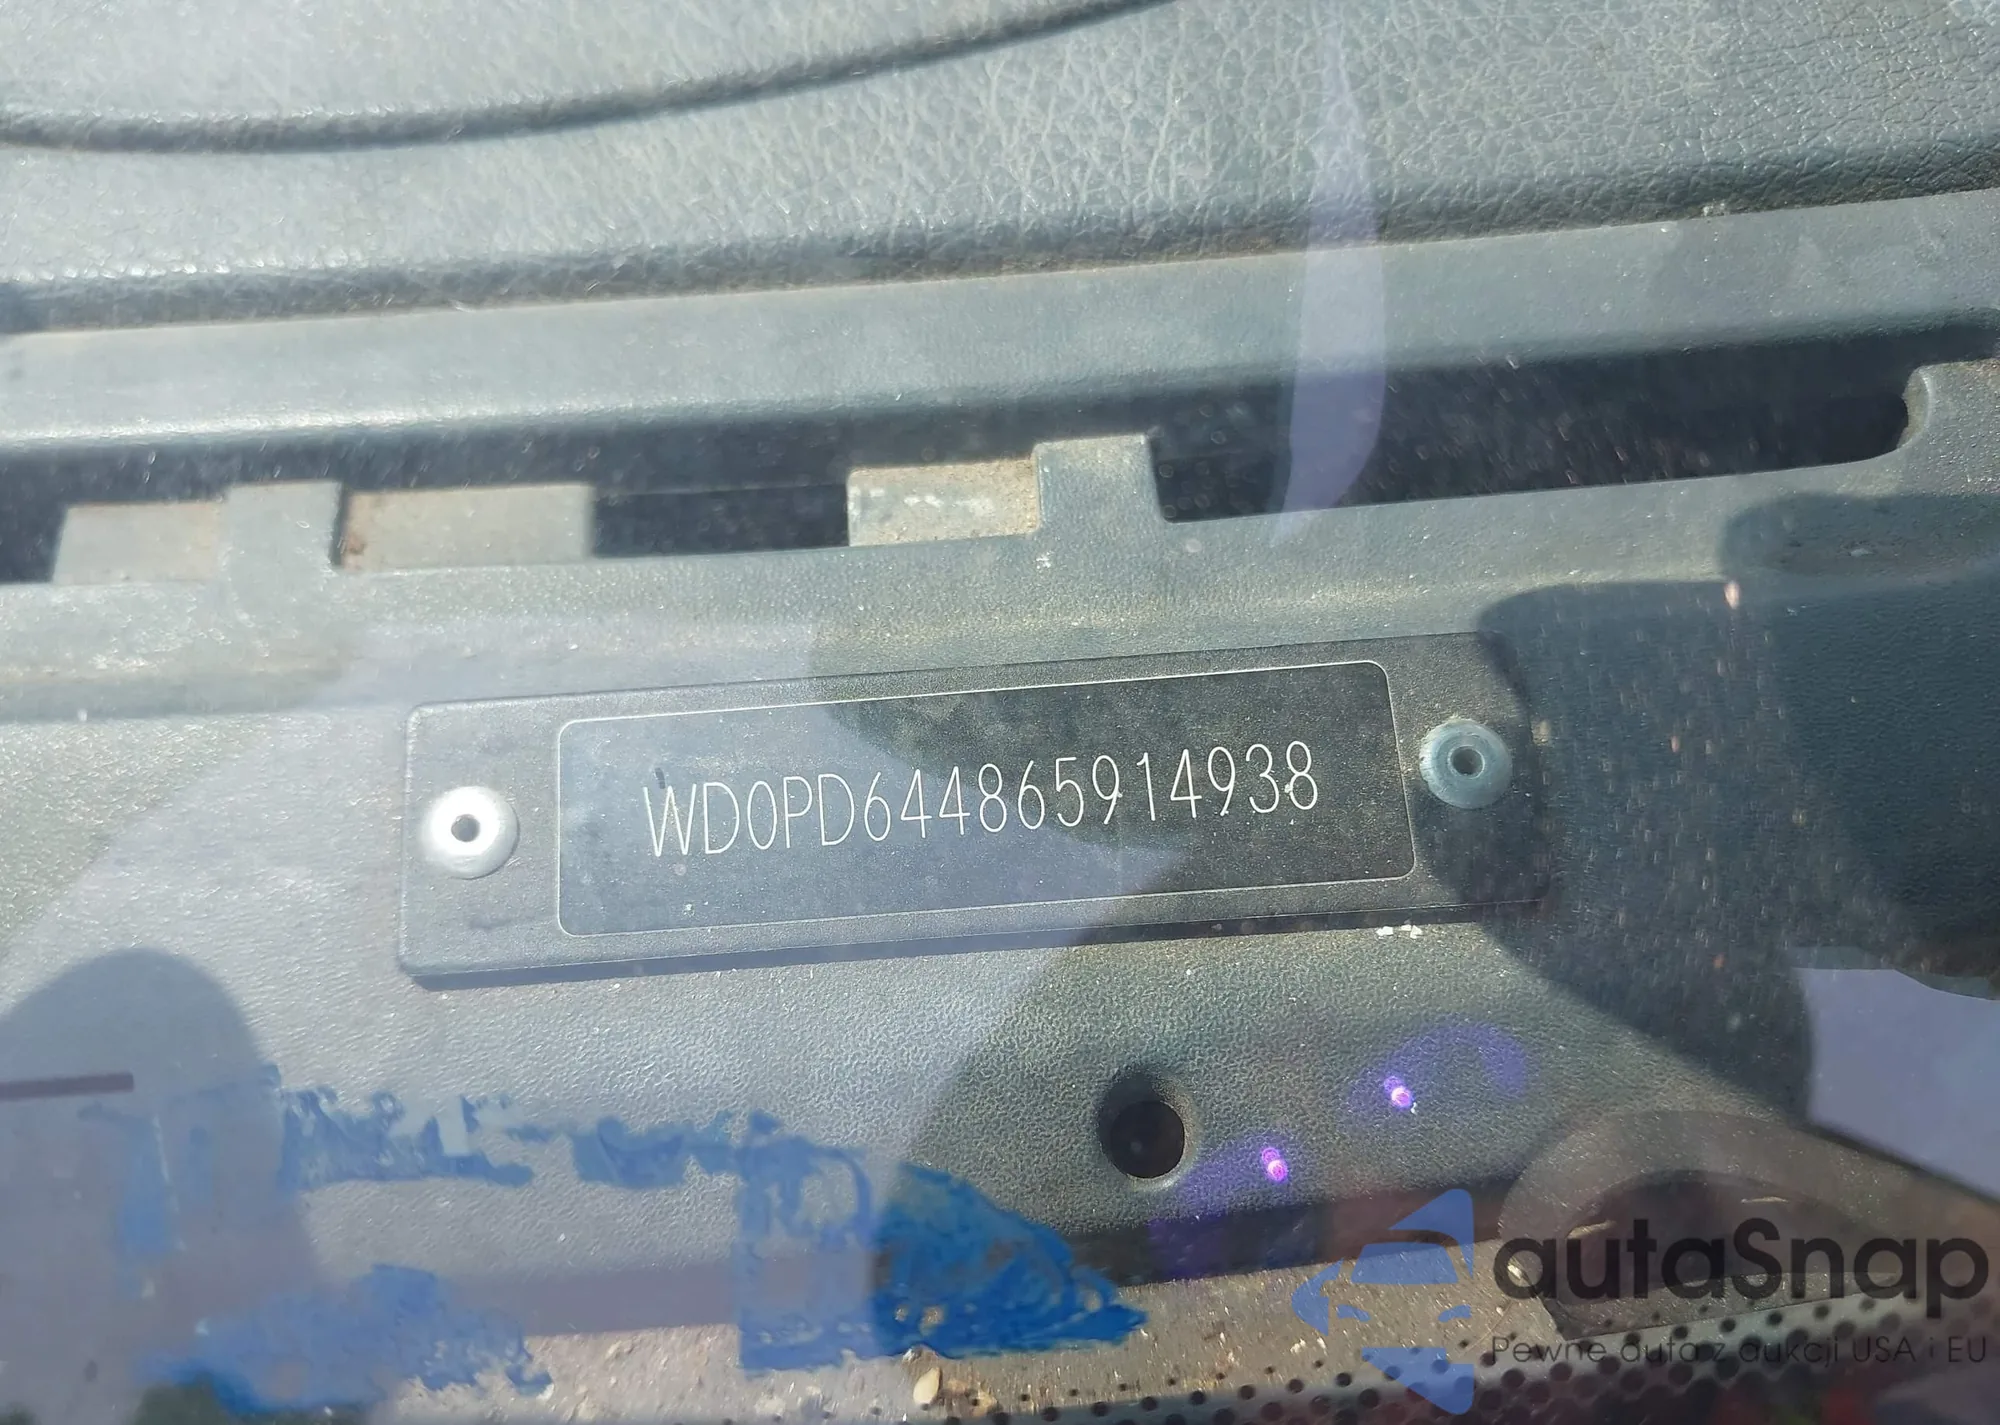 WD0PD644865914938
autaSnap
Pewne auta z aukcji USA i EU